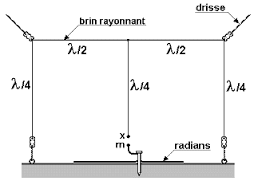 drisse
brin rayonnant
λ/2 λ/2
λ/4 λ/4 λ/4
x
m
radians